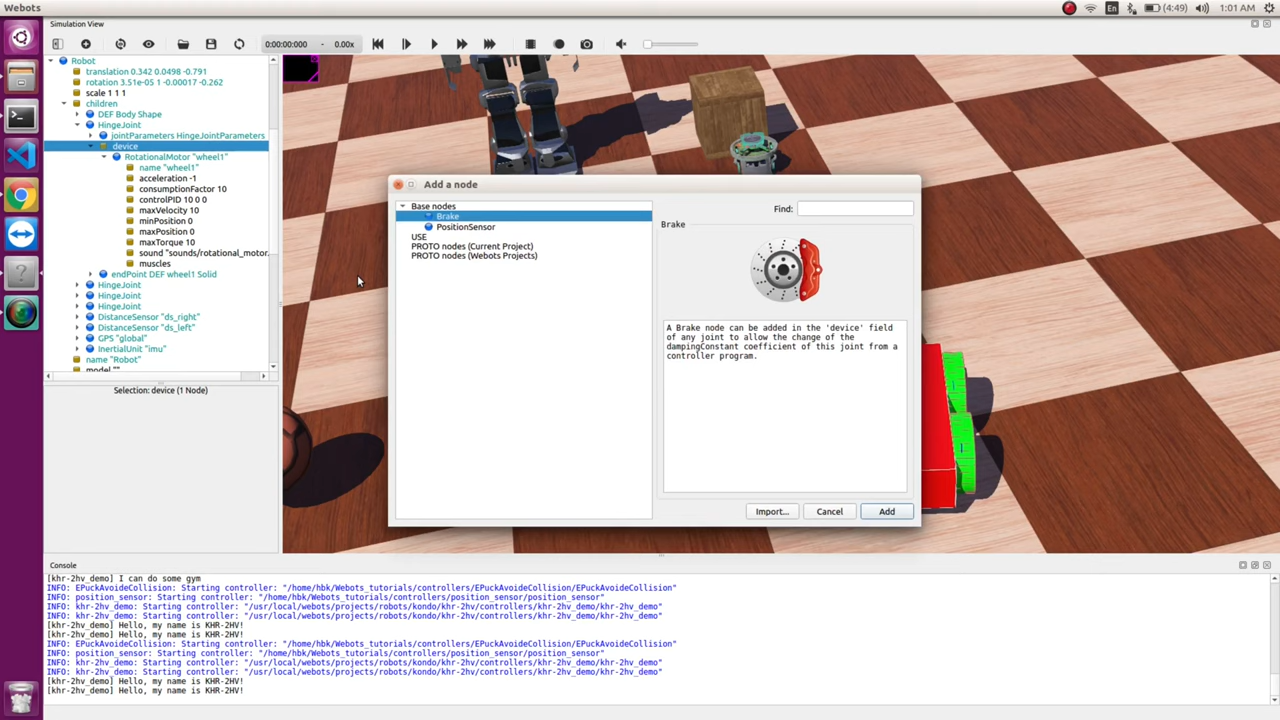 Webots
En
(4:49)
1:01 AM
Simulation View
0:00:00:000 - 0.00x
Robot
translation 0.342 0.0498 -0.791
rotation 3.51e-05 1 -0.00017 -0.262
scale 1 1 1
children
DEF Body Shape
HingeJoint
jointParameters HingeJointParameters
device
RotationalMotor "wheel1"
name "wheel1"
acceleration -1
consumptionFactor 10
controlPID 10 0 0
maxVelocity 10
minPosition 0
maxPosition 0
maxTorque 10
sound "sounds/rotational_motor.
muscles
endPoint DEF wheel1 Solid
HingeJoint
HingeJoint
HingeJoint
DistanceSensor "ds_right"
DistanceSensor "ds_left"
GPS "global"
InertialUnit "imu"
name "Robot"
model ""
Selection: device (1 Node)
Add a node
Base nodes
Brake
PositionSensor
USE
PROTO nodes (Current Project)
PROTO nodes (Webots Projects)
Find:
Brake
A Brake node can be added in the 'device' field
of any joint to allow the change of the
dampingConstant coefficient of this joint from a
controller program.
Import...
Cancel
Add
Console
[khr-2hv_demo] I can do some gym
INFO: EPuckAvoideCollision: Starting controller: "/home/hbk/Webots_tutorials/controllers/EPuckAvoideCollision/EPuckAvoideCollision"
INFO: position_sensor: Starting controller: "/home/hbk/Webots_tutorials/controllers/position_sensor/position_sensor"
INFO: khr-2hv_demo: Starting controller: "/usr/local/webots/projects/robots/kondo/khr-2hv/controllers/khr-2hv_demo/khr-2hv_demo"
INFO: khr-2hv_demo: Starting controller: "/usr/local/webots/projects/robots/kondo/khr-2hv/controllers/khr-2hv_demo/khr-2hv_demo"
[khr-2hv_demo] Hello, my name is KHR-2HV!
[khr-2hv_demo] Hello, my name is KHR-2HV!
INFO: EPuckAvoideCollision: Starting controller: "/home/hbk/Webots_tutorials/controllers/EPuckAvoideCollision/EPuckAvoideCollision"
INFO: position_sensor: Starting controller: "/home/hbk/Webots_tutorials/controllers/position_sensor/position_sensor"
INFO: khr-2hv_demo: Starting controller: "/usr/local/webots/projects/robots/kondo/khr-2hv/controllers/khr-2hv_demo/khr-2hv_demo"
INFO: khr-2hv_demo: Starting controller: "/usr/local/webots/projects/robots/kondo/khr-2hv/controllers/khr-2hv_demo/khr-2hv_demo"
[khr-2hv_demo] Hello, my name is KHR-2HV!
[khr-2hv_demo] Hello, my name is KHR-2HV!